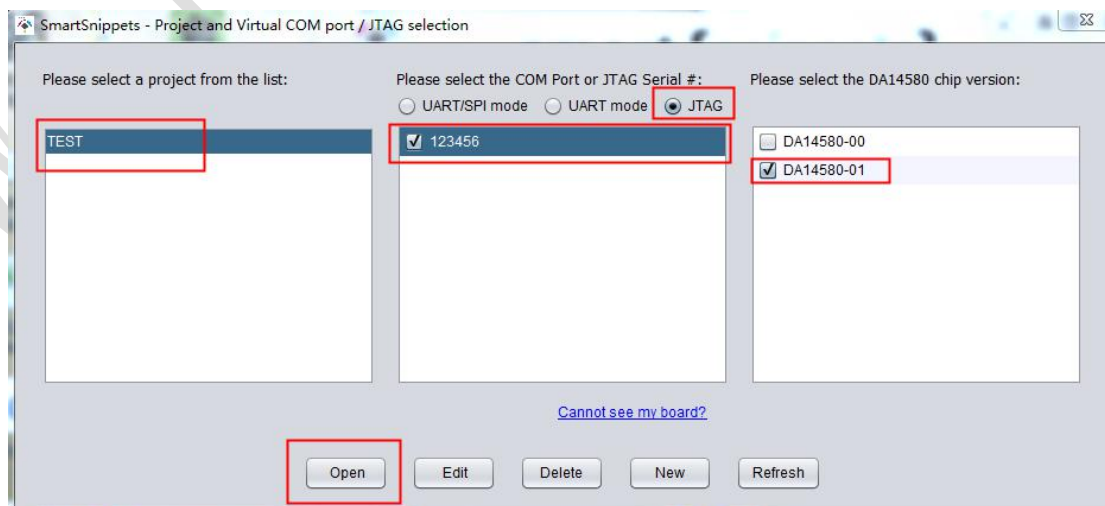 SmartSnippets - Project and Virtual COM port / JTAG selection
Please select a project from the list:
TEST
Please select the COM Port or JTAG Serial #:
UART/SPI mode UART mode JTAG
123456
Please select the DA14580 chip version:
DA14580-00
DA14580-01
Cannot see my board?
Open Edit Delete New Refresh